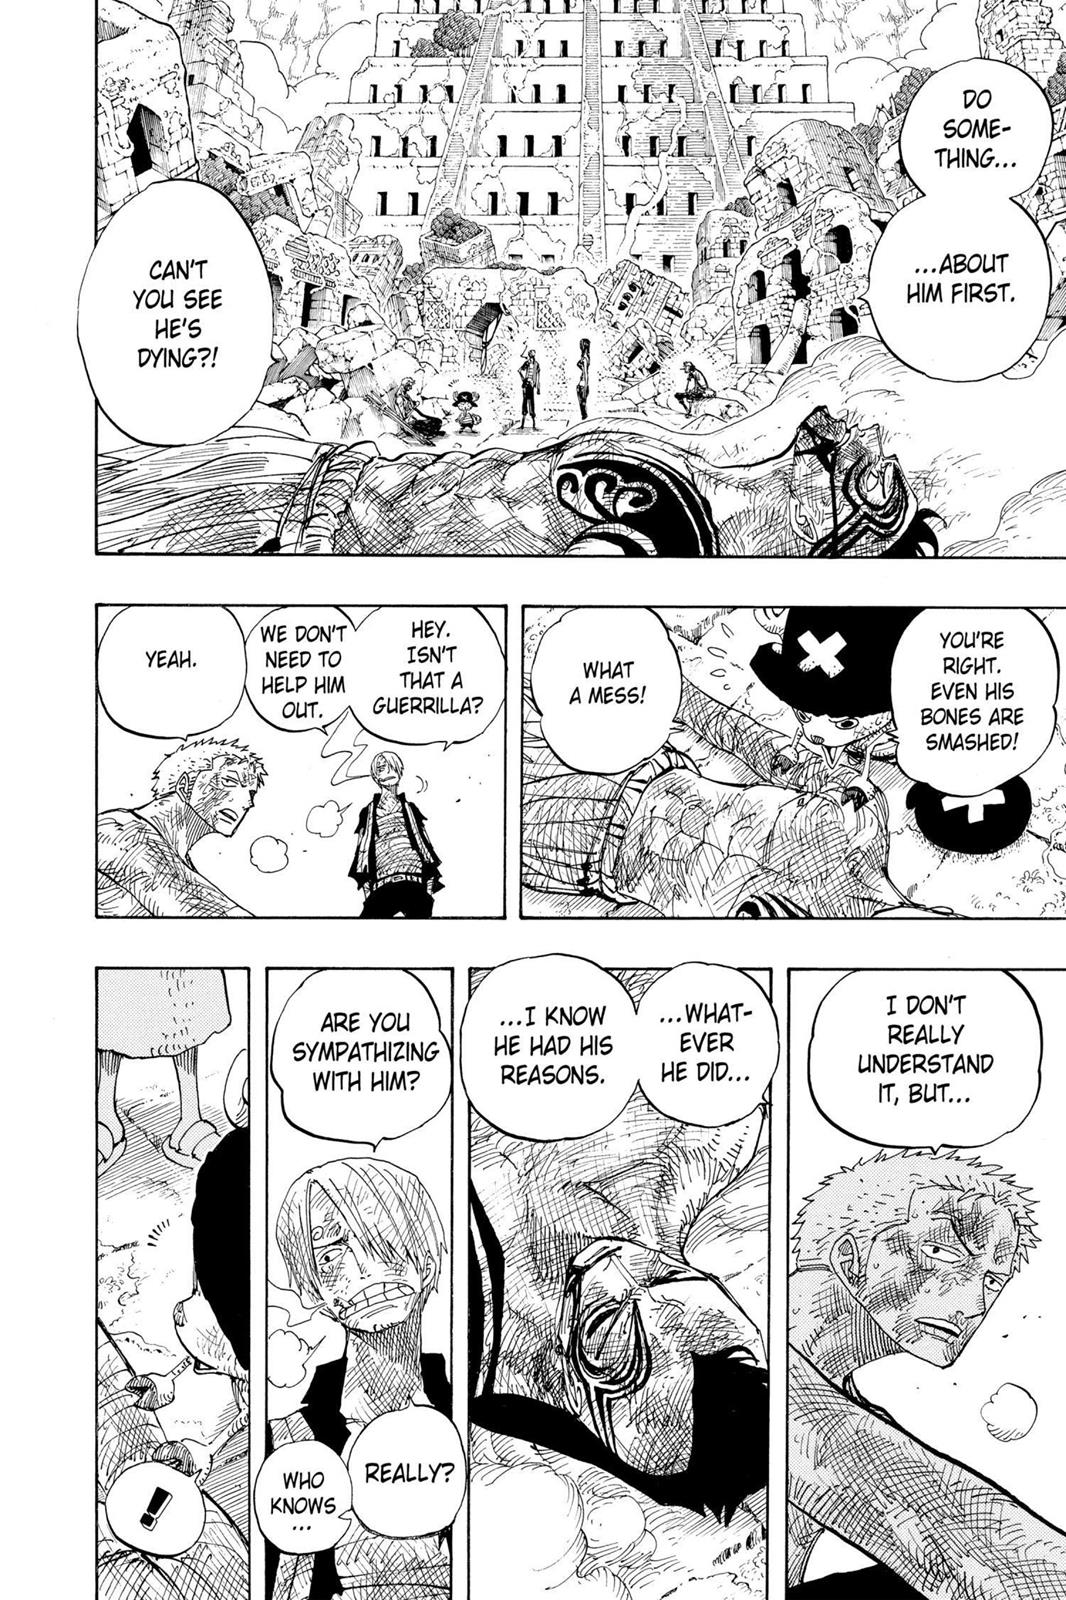 DO
SOME-
THING...
...ABOUT
HIM FIRST.
CAN'T
YOU SEE
HE'S
DYING?!
YOU'RE
RIGHT.
EVEN HIS
BONES ARE
SMASHED!
WHAT
A MESS!
HEY.
ISN'T
THAT A
GUERRILLA?
WE DON'T
NEED TO
HELP HIM
OUT.
YEAH.
I DON'T
REALLY
UNDERSTAND
IT, BUT...
...WHAT-
EVER
HE DID...
...I KNOW
HE HAD HIS
REASONS.
ARE YOU
SYMPATHIZING
WITH HIM?
REALLY?
WHO
KNOWS
...
!